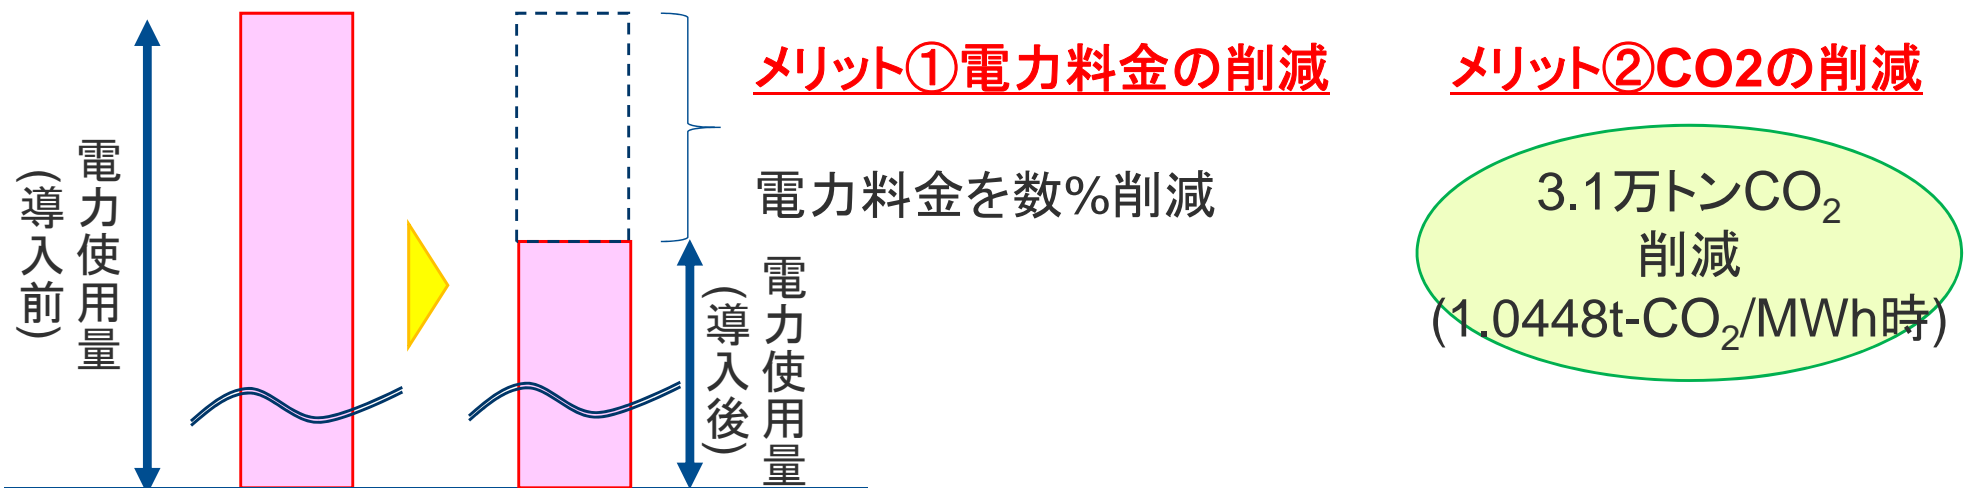 電力使用量
(導入前)
電力使用量
(導入後)
メリット①電力料金の削減
電力料金を数%削減
メリット②CO2の削減
3.1万トンCO₂
削減
(1.0448t-CO₂/MWh時)